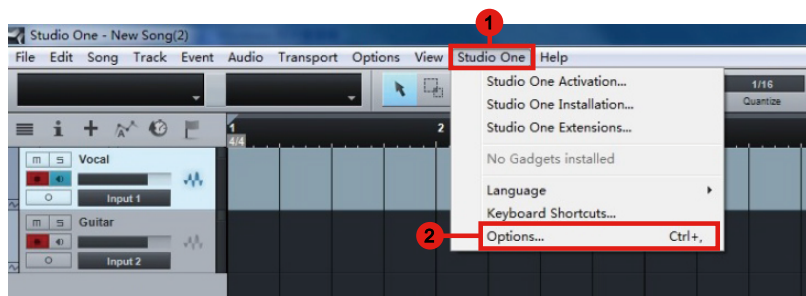 1
Studio One - New Song(2)
File Edit Song Track Event Audio Transport Options View Studio One Help
Studio One Activation...
Studio One Installation...
Studio One Extensions...
No Gadgets installed
Language
Keyboard Shortcuts...
2 Options... Ctrl+,
1/16
Quantize
1 2
4/4
M S Vocal
Input 1
M S Guitar
Input 2